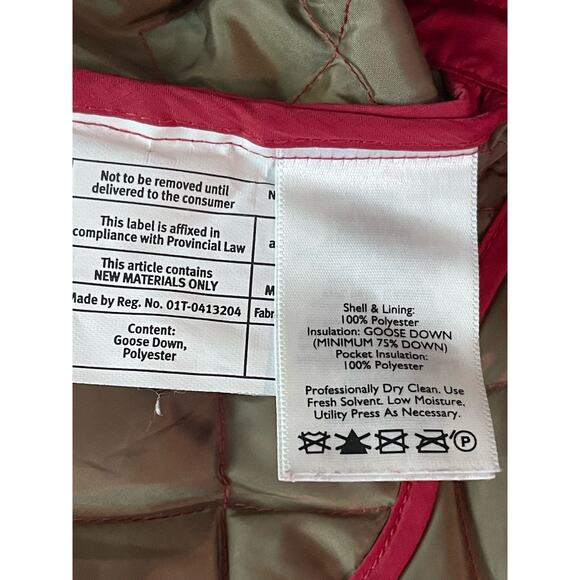 Not to be removed until
delivered to the consumer
N
This label is affixed in
compliance with Provincial Law
a
This article contains
NEW MATERIALS ONLY
M
Made by Reg. No. 01T-0413204
Fabr
Content:
Goose Down,
Polyester
Shell & Lining:
100% Polyester
Insulation: GOOSE DOWN
(MINIMUM 75% DOWN)
Pocket Insulation:
100% Polyester
Professionally Dry Clean. Use
Fresh Solvent. Low Moisture.
Utility Press As Necessary.
P